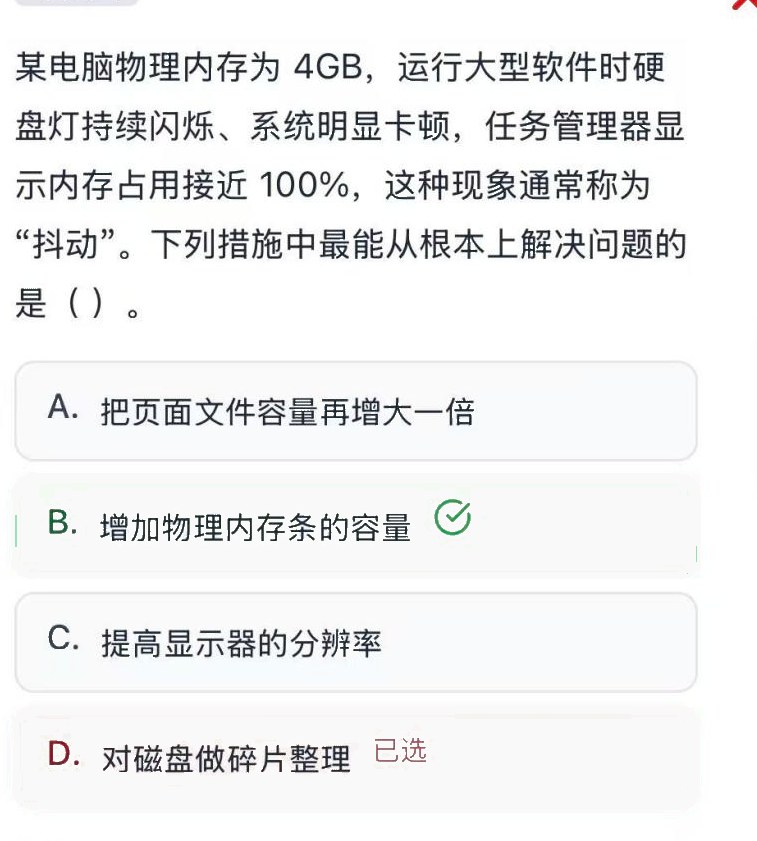 某电脑物理内存为 4GB，运行大型软件时硬
盘灯持续闪烁、系统明显卡顿，任务管理器显
示内存占用接近 100%，这种现象通常称为
“抖动”。下列措施中最能从根本上解决问题的
是（ ）。
A. 把页面文件容量再增大一倍
B. 增加物理内存条的容量
C. 提高显示器的分辨率
D. 对磁盘做碎片整理 已选